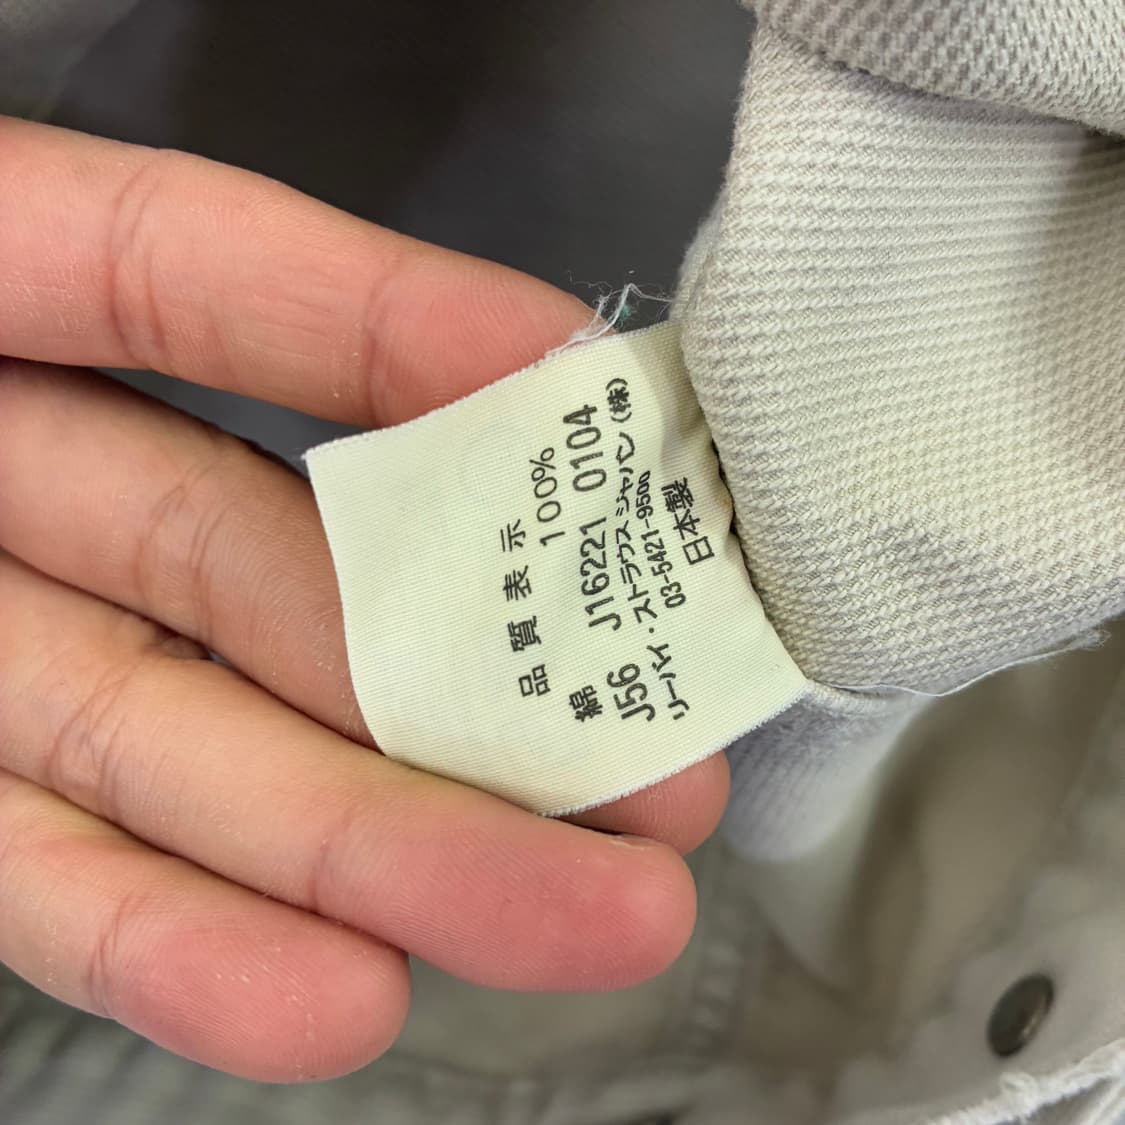 品質表示
綿 100%
J56 J16221 0104
リーバイ・ストラウス ジャパン (株)
03-5421-9500
日本製